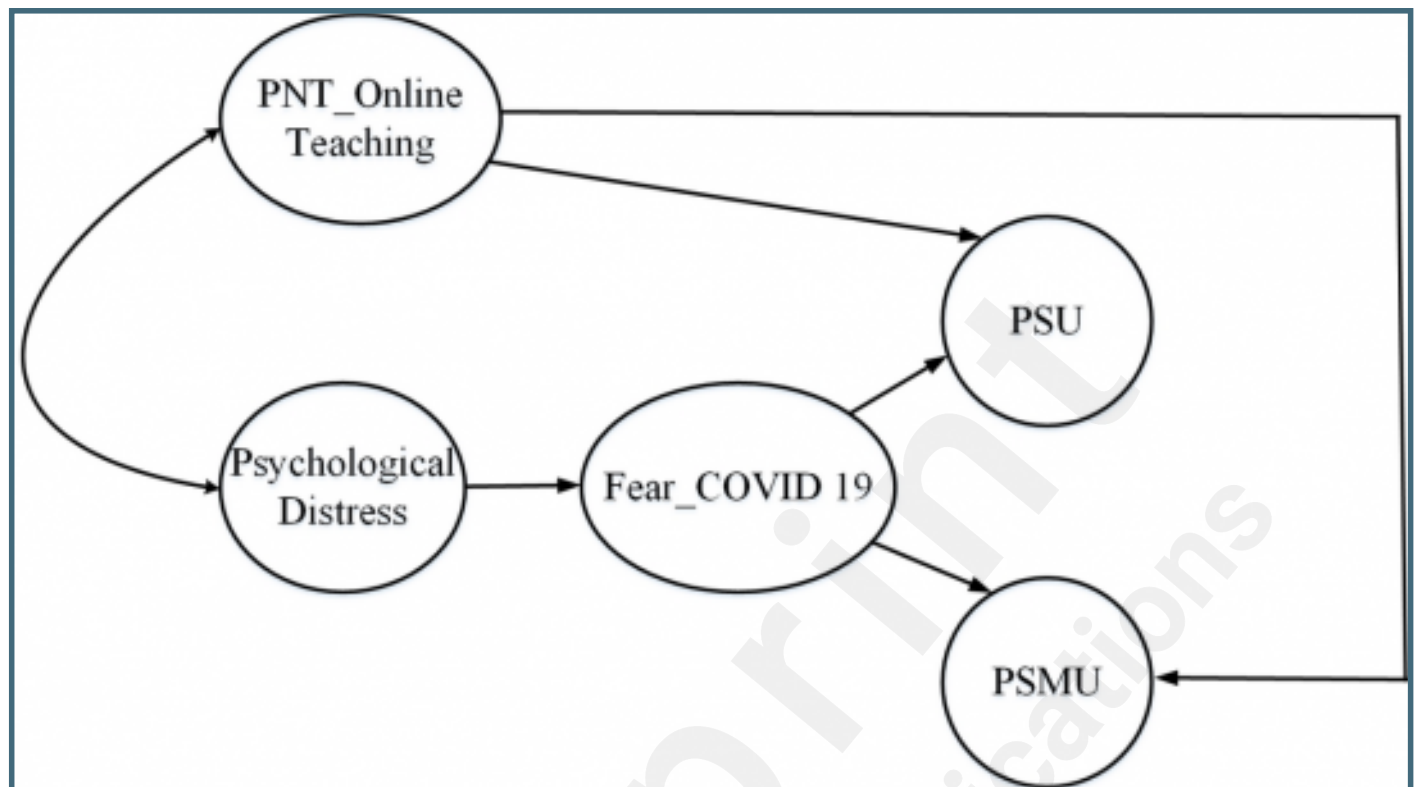 PNT_Online
Teaching
PSU
Psychological
Distress
Fear_COVID 19
PSMU